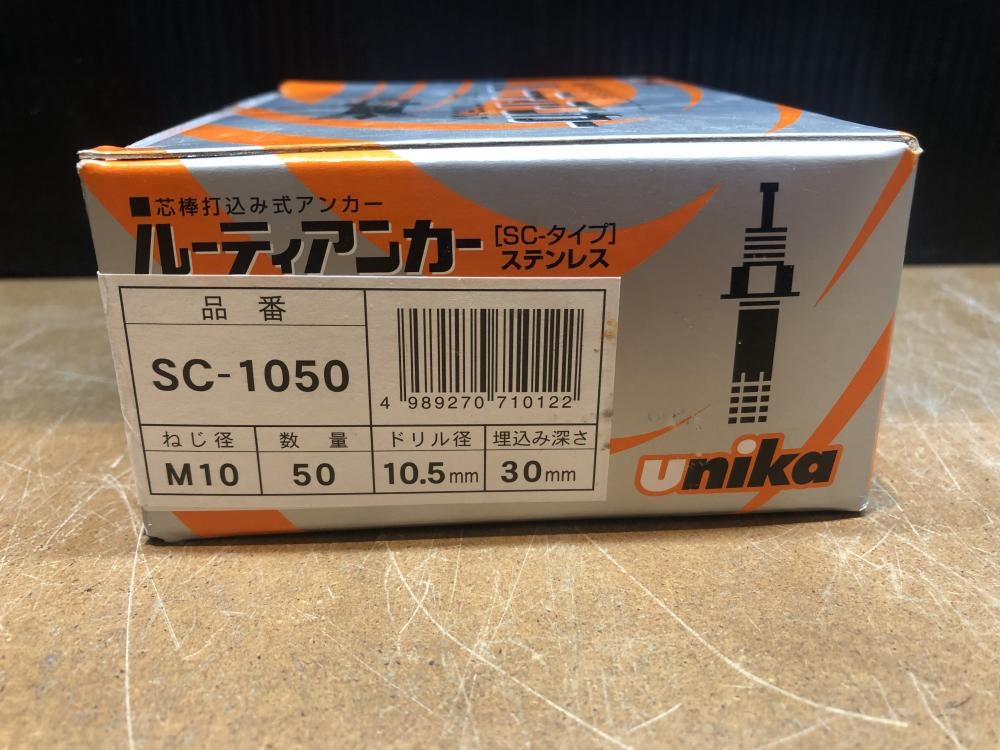 ■芯棒打込み式アンカー
ルーティアンカー
[SC-タイプ]
ステンレス
品番
SC-1050
4 989270 710122
ねじ径 数量 ドリル径 埋込み深さ
M10 50 10.5mm 30mm
unika